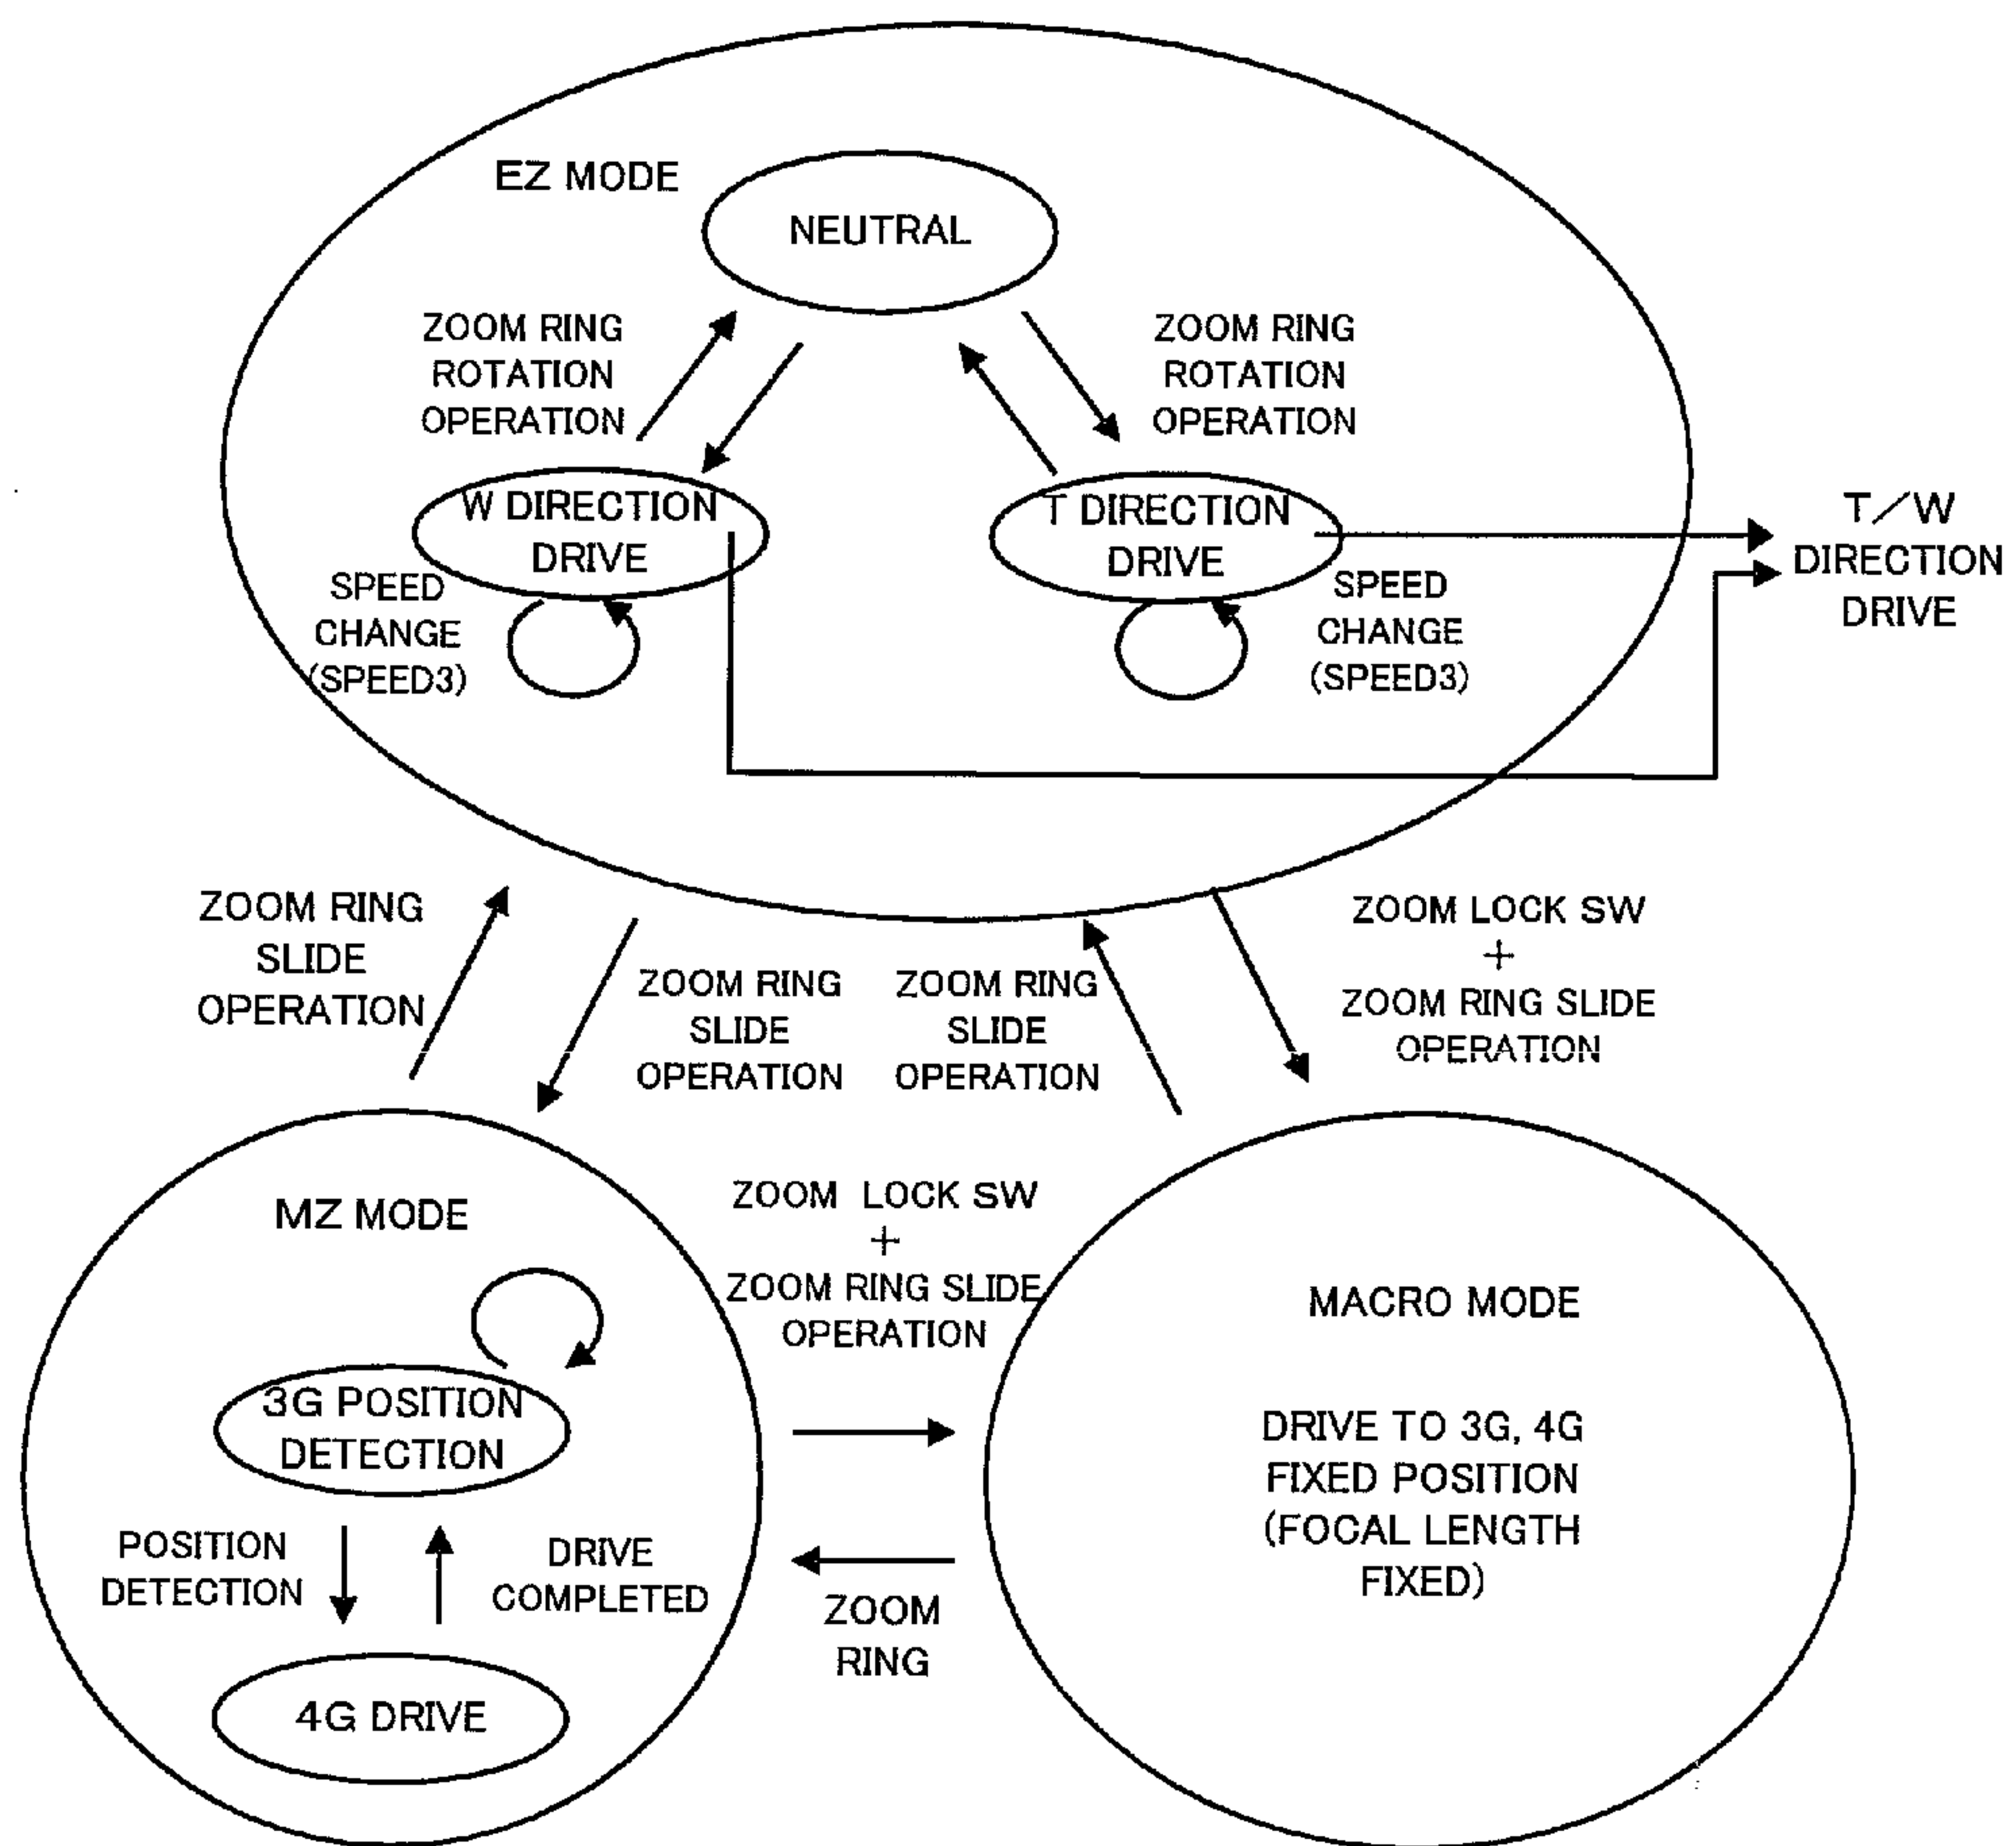 EZ MODE
NEUTRAL
ZOOM RING
ROTATION
OPERATION
ZOOM RING
ROTATION
OPERATION
W DIRECTION
DRIVE
T DIRECTION
DRIVE
T/W
DIRECTION
DRIVE
SPEED
CHANGE
(SPEED3)
SPEED
CHANGE
(SPEED3)
ZOOM RING
SLIDE
OPERATION
ZOOM RING
SLIDE
OPERATION
ZOOM RING
SLIDE
OPERATION
ZOOM LOCK SW
+
ZOOM RING SLIDE
OPERATION
MZ MODE
ZOOM LOCK SW
+
ZOOM RING SLIDE
OPERATION
MACRO MODE
3G POSITION
DETECTION
DRIVE TO 3G, 4G
FIXED POSITION
(FOCAL LENGTH
FIXED)
POSITION
DETECTION
DRIVE
COMPLETED
ZOOM
RING
4G DRIVE